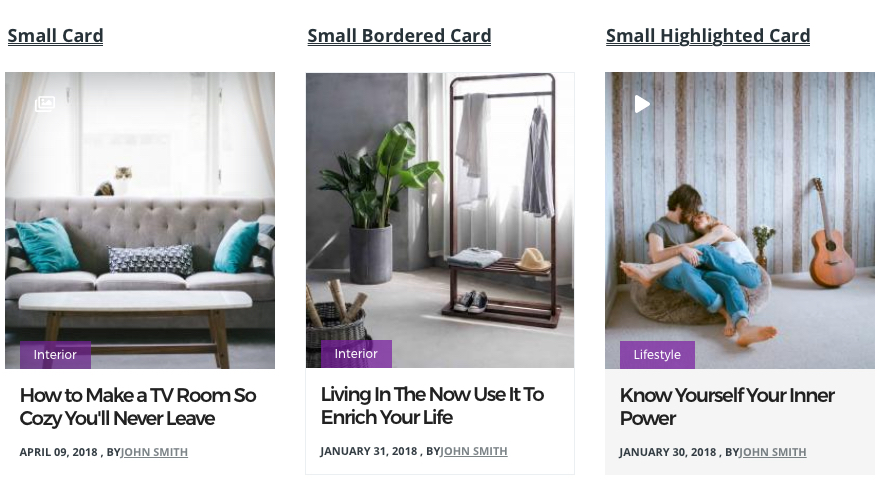 Small Card
Small Bordered Card
Small Highlighted Card
Interior
How to Make a TV Room So
Cozy You'll Never Leave
APRIL 09, 2018 , BYJOHN SMITH
Interior
Living In The Now Use It To
Enrich Your Life
JANUARY 31, 2018 , BYJOHN SMITH
Lifestyle
Know Yourself Your Inner
Power
JANUARY 30, 2018 , BYJOHN SMITH